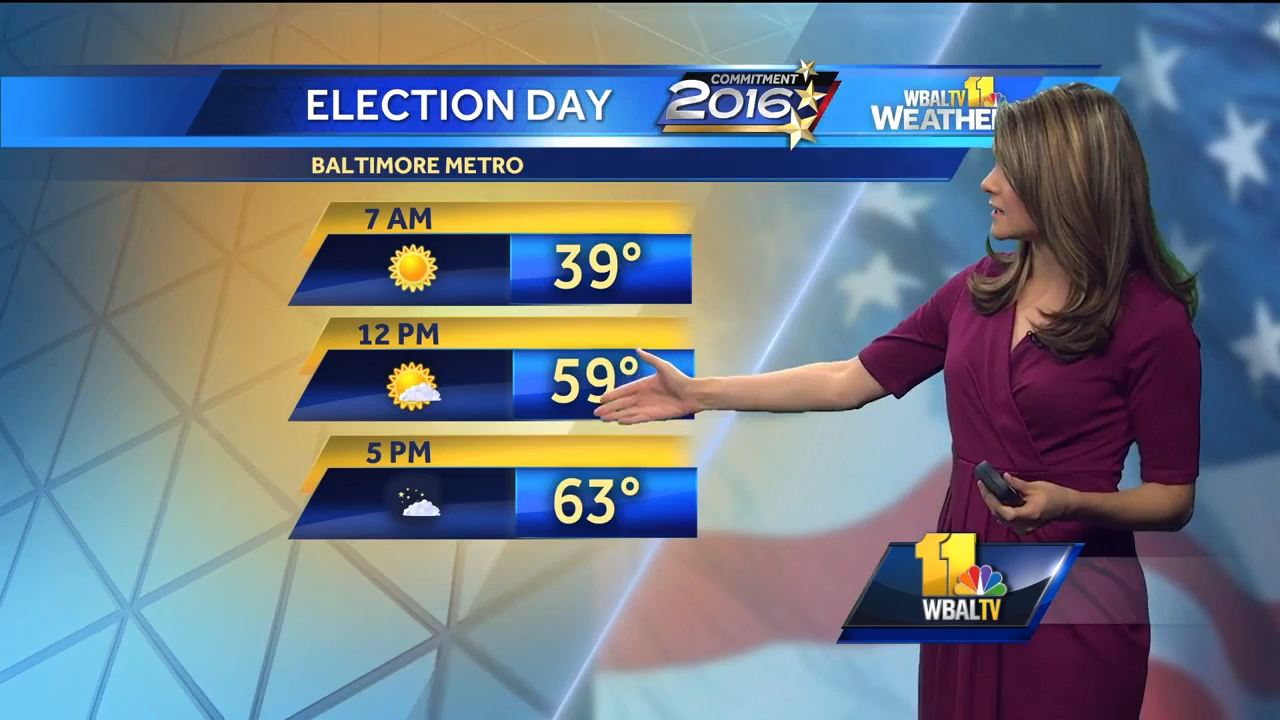 ELECTION DAY
COMMITMENT
2016
WBALTV 11
WEATHE
BALTIMORE METRO
7 AM
39°
12 PM
59°
5 PM
63°
11
WBALTV